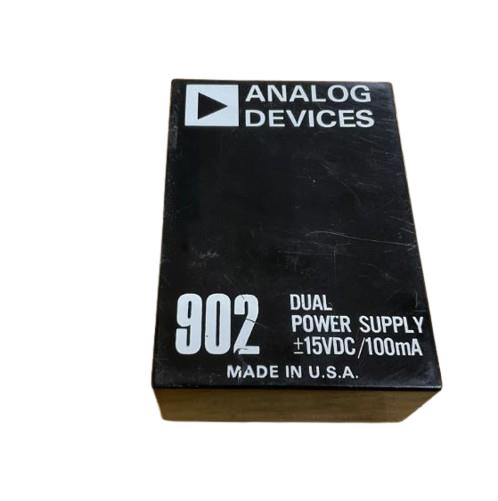 ANALOG
DEVICES
902
DUAL
POWER SUPPLY
±15VDC/100mA
MADE IN U.S.A.